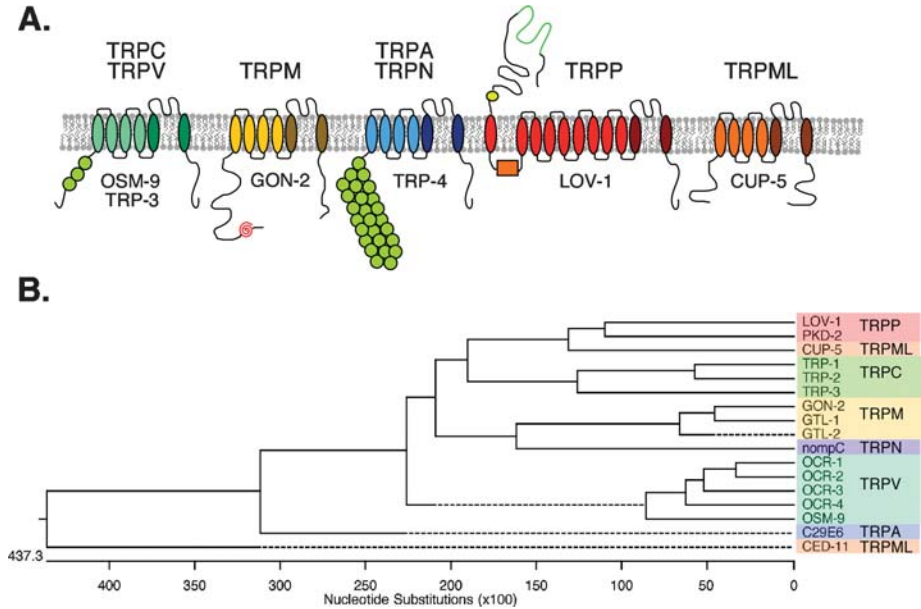 A.
TRPC
TRPV
TRPM
TRPA
TRPN
TRPP
TRPML
OSM-9
TRP-3
GON-2
TRP-4
LOV-1
CUP-5
B.
LOV-1 TRPP
PKD-2
CUP-5 TRPML
TRP-1
TRP-2 TRPC
TRP-3
GON-2
GTL-1 TRPM
GTL-2
nompC TRPN
OCR-1
OCR-2
OCR-3 TRPV
OCR-4
OSM-9
C29E6 TRPA
CED-11 TRPML
437.3
400 350 300 250 200 150 100 50 0
Nucleotide Substitutions (x100)